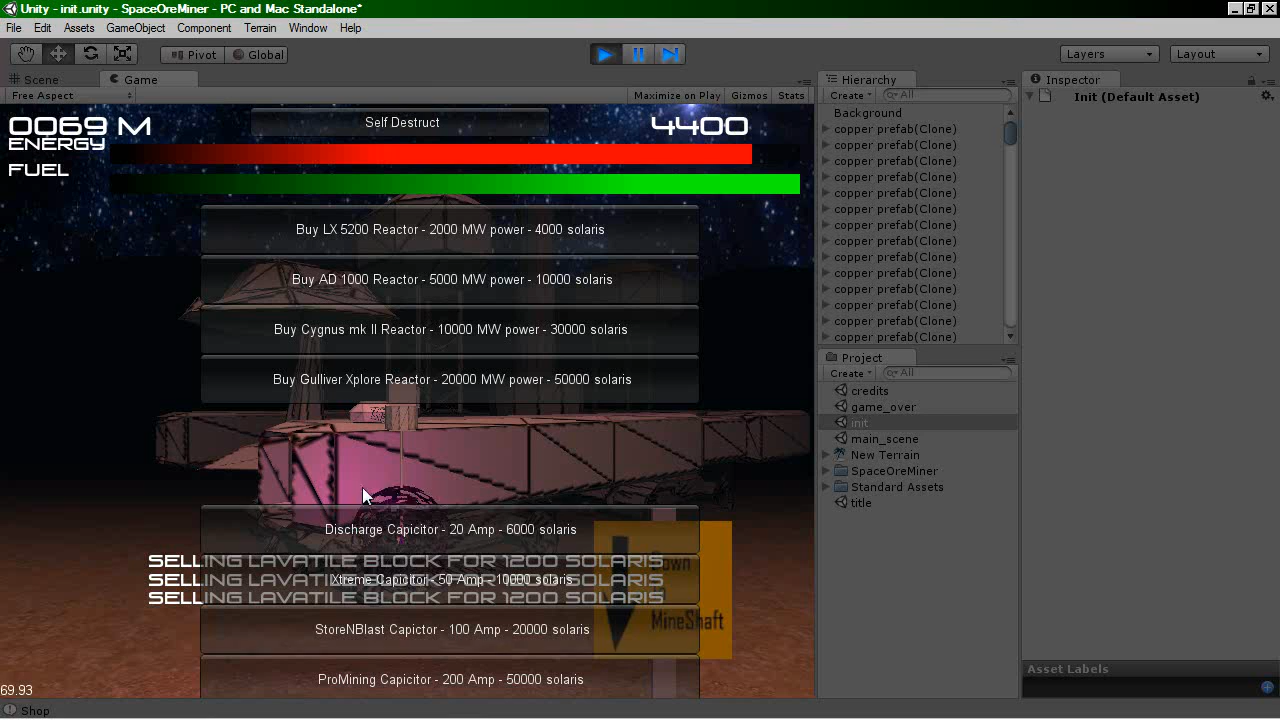 Unity - init.unity - SpaceOreMiner - PC and Mac Standalone*
File Edit Assets GameObject Component Terrain Window Help
Pivot Global Layers Layout
Scene Game Hierarchy Inspector
Free Aspect Maximize on Play Gizmos Stats Create All Init (Default Asset)
0069 M Self Destruct 4400
ENERGY
FUEL
Buy LX 5200 Reactor - 2000 MW power - 4000 solaris
Buy AD 1000 Reactor - 5000 MW power - 10000 solaris
Buy Cygnus mk II Reactor - 10000 MW power - 30000 solaris
Buy Gulliver Xplore Reactor - 20000 MW power - 50000 solaris
Discharge Capicitor - 20 Amp - 6000 solaris
SELLING LAVATILE BLOCK FOR 1200 SOLARIS
Xtreme Capicitor - 50 Amp - 10000 solaris
SELLING LAVATILE BLOCK FOR 1200 SOLARIS
SELLING LAVATILE BLOCK FOR 1200 SOLARIS
Down
MineShaft
StoreNBlast Capictor - 100 Amp - 20000 solaris
ProMining Capicitor - 200 Amp - 50000 solaris
69.93
Shop
Background
copper prefab(Clone)
copper prefab(Clone)
copper prefab(Clone)
copper prefab(Clone)
copper prefab(Clone)
copper prefab(Clone)
copper prefab(Clone)
copper prefab(Clone)
copper prefab(Clone)
copper prefab(Clone)
copper prefab(Clone)
copper prefab(Clone)
copper prefab(Clone)
copper prefab(Clone)
Project
Create All
credits
game_over
init
main_scene
New Terrain
SpaceOreMiner
Standard Assets
title
Asset Labels